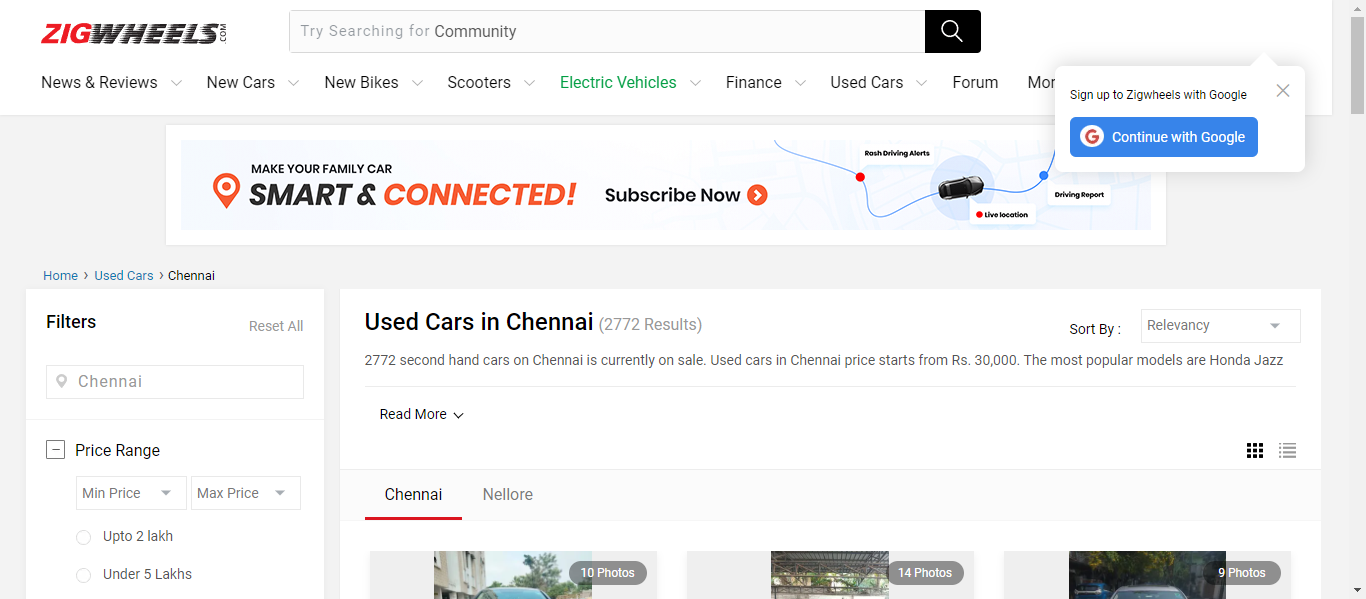 ZIGWHEELS.COM
Try Searching for Community
News & Reviews New Cars New Bikes Scooters Electric Vehicles Finance Used Cars Forum Mor
Sign up to Zigwheels with Google
Continue with Google
MAKE YOUR FAMILY CAR
SMART & CONNECTED!
Subscribe Now
Rash Driving Alerts
Driving Report
Live location
Home › Used Cars › Chennai
Filters
Reset All
Chennai
Price Range
Min Price Max Price
Upto 2 lakh
Under 5 Lakhs
Used Cars in Chennai (2772 Results)
Sort By : Relevancy
2772 second hand cars on Chennai is currently on sale. Used cars in Chennai price starts from Rs. 30,000. The most popular models are Honda Jazz
Read More
Chennai Nellore
10 Photos 14 Photos 9 Photos